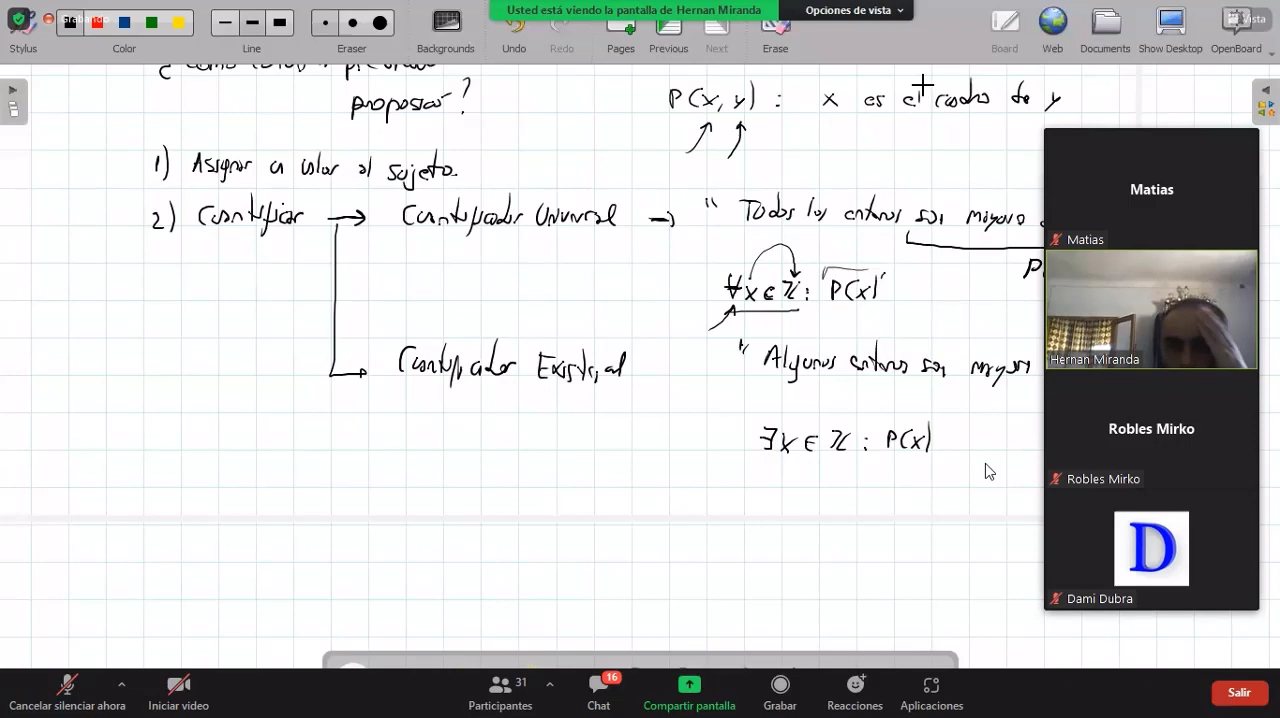 Grabando
Usted está viendo la pantalla de Hernan Miranda
Opciones de vista
Vista
Stylus
Color
Line
Eraser
Backgrounds
Undo
Redo
Pages
Previous
Next
Erase
Board
Web
Documents
Show Desktop
OpenBoard
proposición?
P(x, y) : x es el cuadrado de y
1) Asignar un valor al sujeto.
2) Cuantificar → Cuantificador Universal → " Todos los enteros son mayores
∀x ∈ ℤ : P(x)
Cuantificador Existencial
" Algunos enteros son mayores
∃x ∈ ℤ : P(x)
Matias
Matias
Hernan Miranda
Robles Mirko
Robles Mirko
D
Dami Dubra
Cancelar silenciar ahora
Iniciar video
31
Participantes
16
Chat
Compartir pantalla
Grabar
Reacciones
Aplicaciones
Salir